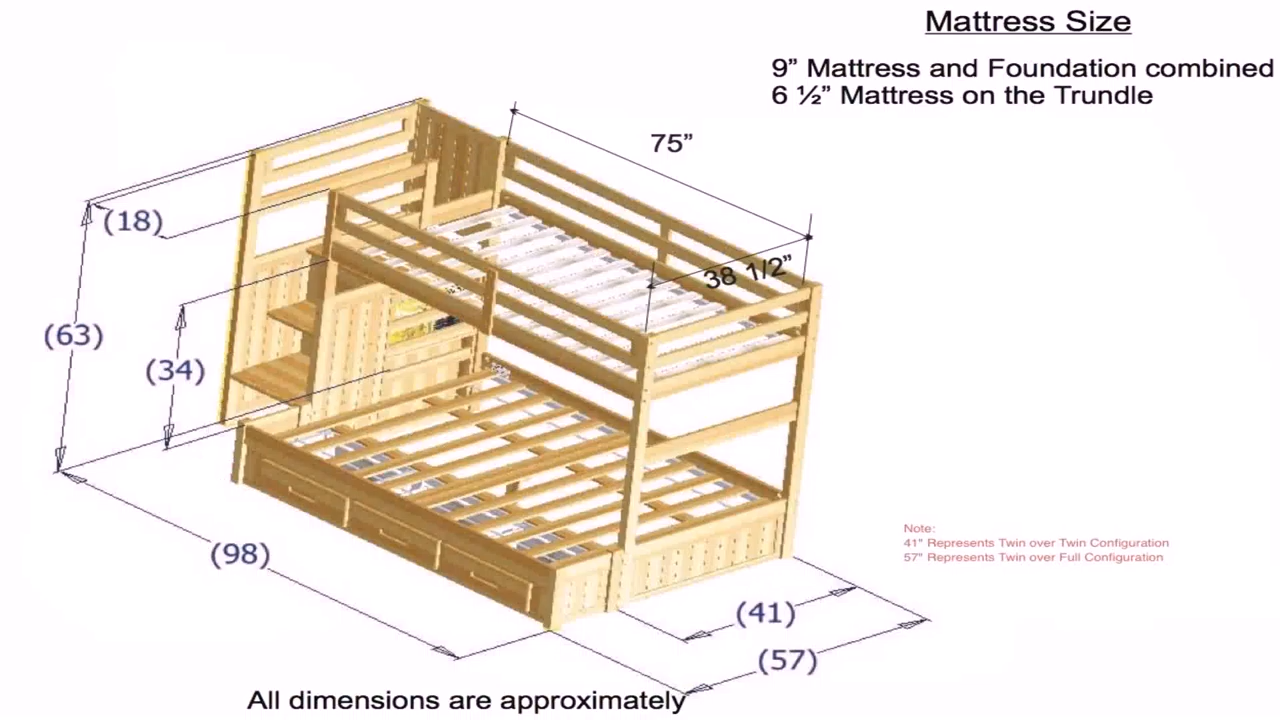 Mattress Size
9” Mattress and Foundation combined
6 ½” Mattress on the Trundle
75”
(18)
38 1/2”
(63)
(34)
Note:
41" Represents Twin over Twin Configuration
57" Represents Twin over Full Configuration
(98)
(41)
(57)
All dimensions are approximately